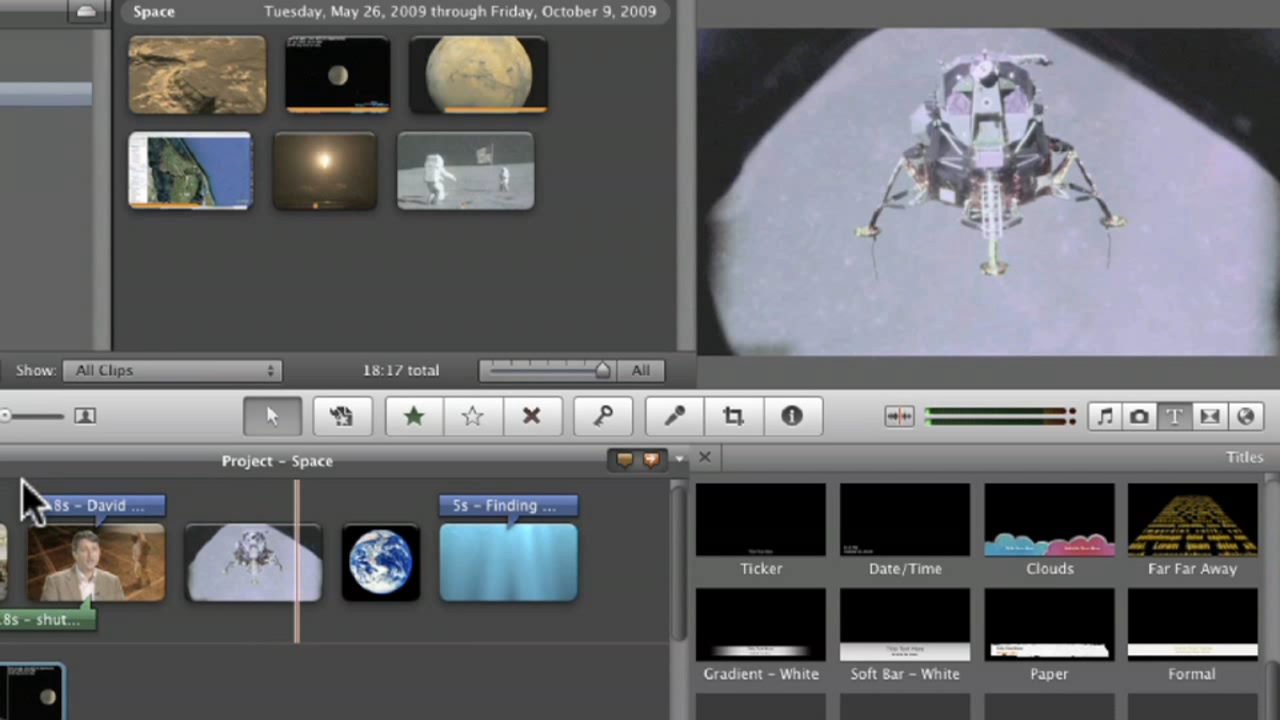 Space Tuesday, May 26, 2009 through Friday, October 9, 2009
Show: All Clips 18:17 total All
Project – Space
Titles
8s – David ...
5s – Finding ...
.8s – shut...
Ticker Date/Time Clouds Far Far Away
Gradient – White Soft Bar – White Paper Formal